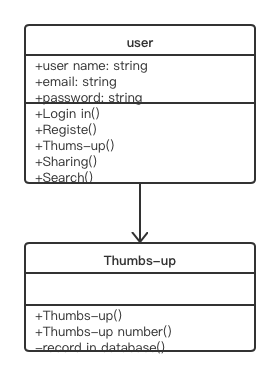 user
+user name: string
+email: string
+password: string
+Login in()
+Registe()
+Thums-up()
+Sharing()
+Search()
Thumbs-up
+Thumbs-up()
+Thumbs-up number()
-record in database()